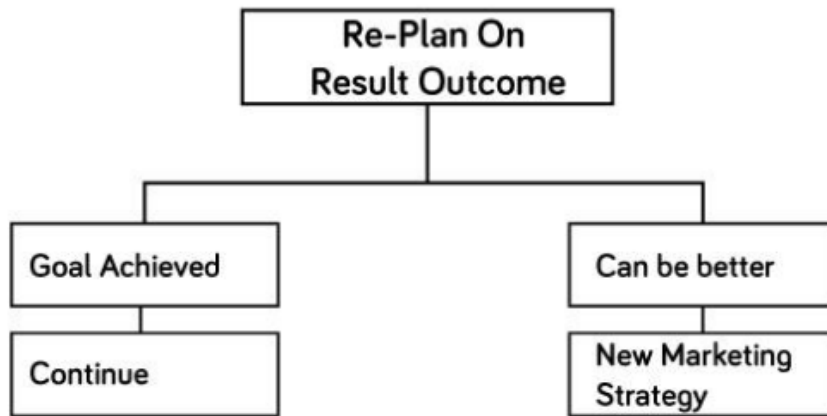 Re-Plan On
Result Outcome
Goal Achieved
Continue
Can be better
New Marketing
Strategy